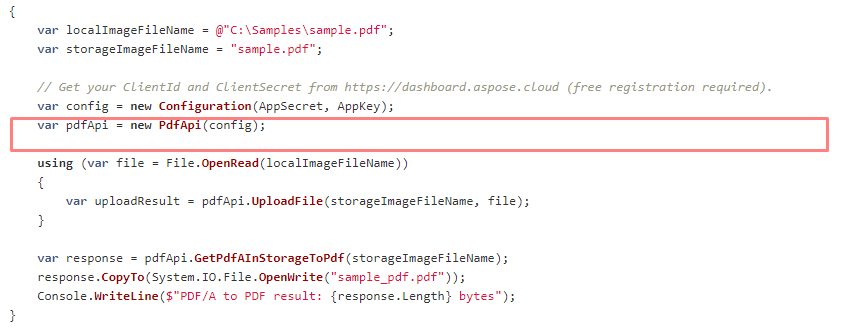 {
var localImageFileName = @"C:\Samples\sample.pdf";
var storageImageFileName = "sample.pdf";
// Get your ClientId and ClientSecret from https://dashboard.aspose.cloud (free registration required).
var config = new Configuration(AppSecret, AppKey);
var pdfApi = new PdfApi(config);
using (var file = File.OpenRead(localImageFileName))
{
var uploadResult = pdfApi.UploadFile(storageImageFileName, file);
}
var response = pdfApi.GetPdfAInStorageToPdf(storageImageFileName);
response.CopyTo(System.IO.File.OpenWrite("sample_pdf.pdf"));
Console.WriteLine($"PDF/A to PDF result: {response.Length} bytes");
}